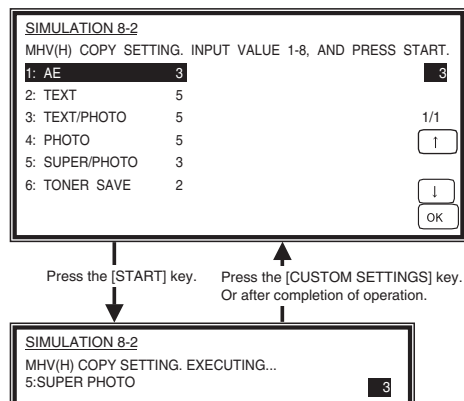 SIMULATION 8-2
MHV(H) COPY SETTING. INPUT VALUE 1-8, AND PRESS START.
1: AE 3 3
2: TEXT 5
3: TEXT/PHOTO 5 1/1
4: PHOTO 5 ↑
5: SUPER/PHOTO 3
6: TONER SAVE 2 ↓
OK
Press the [START] key.
Press the [CUSTOM SETTINGS] key.
Or after completion of operation.
SIMULATION 8-2
MHV(H) COPY SETTING. EXECUTING...
5:SUPER PHOTO 3